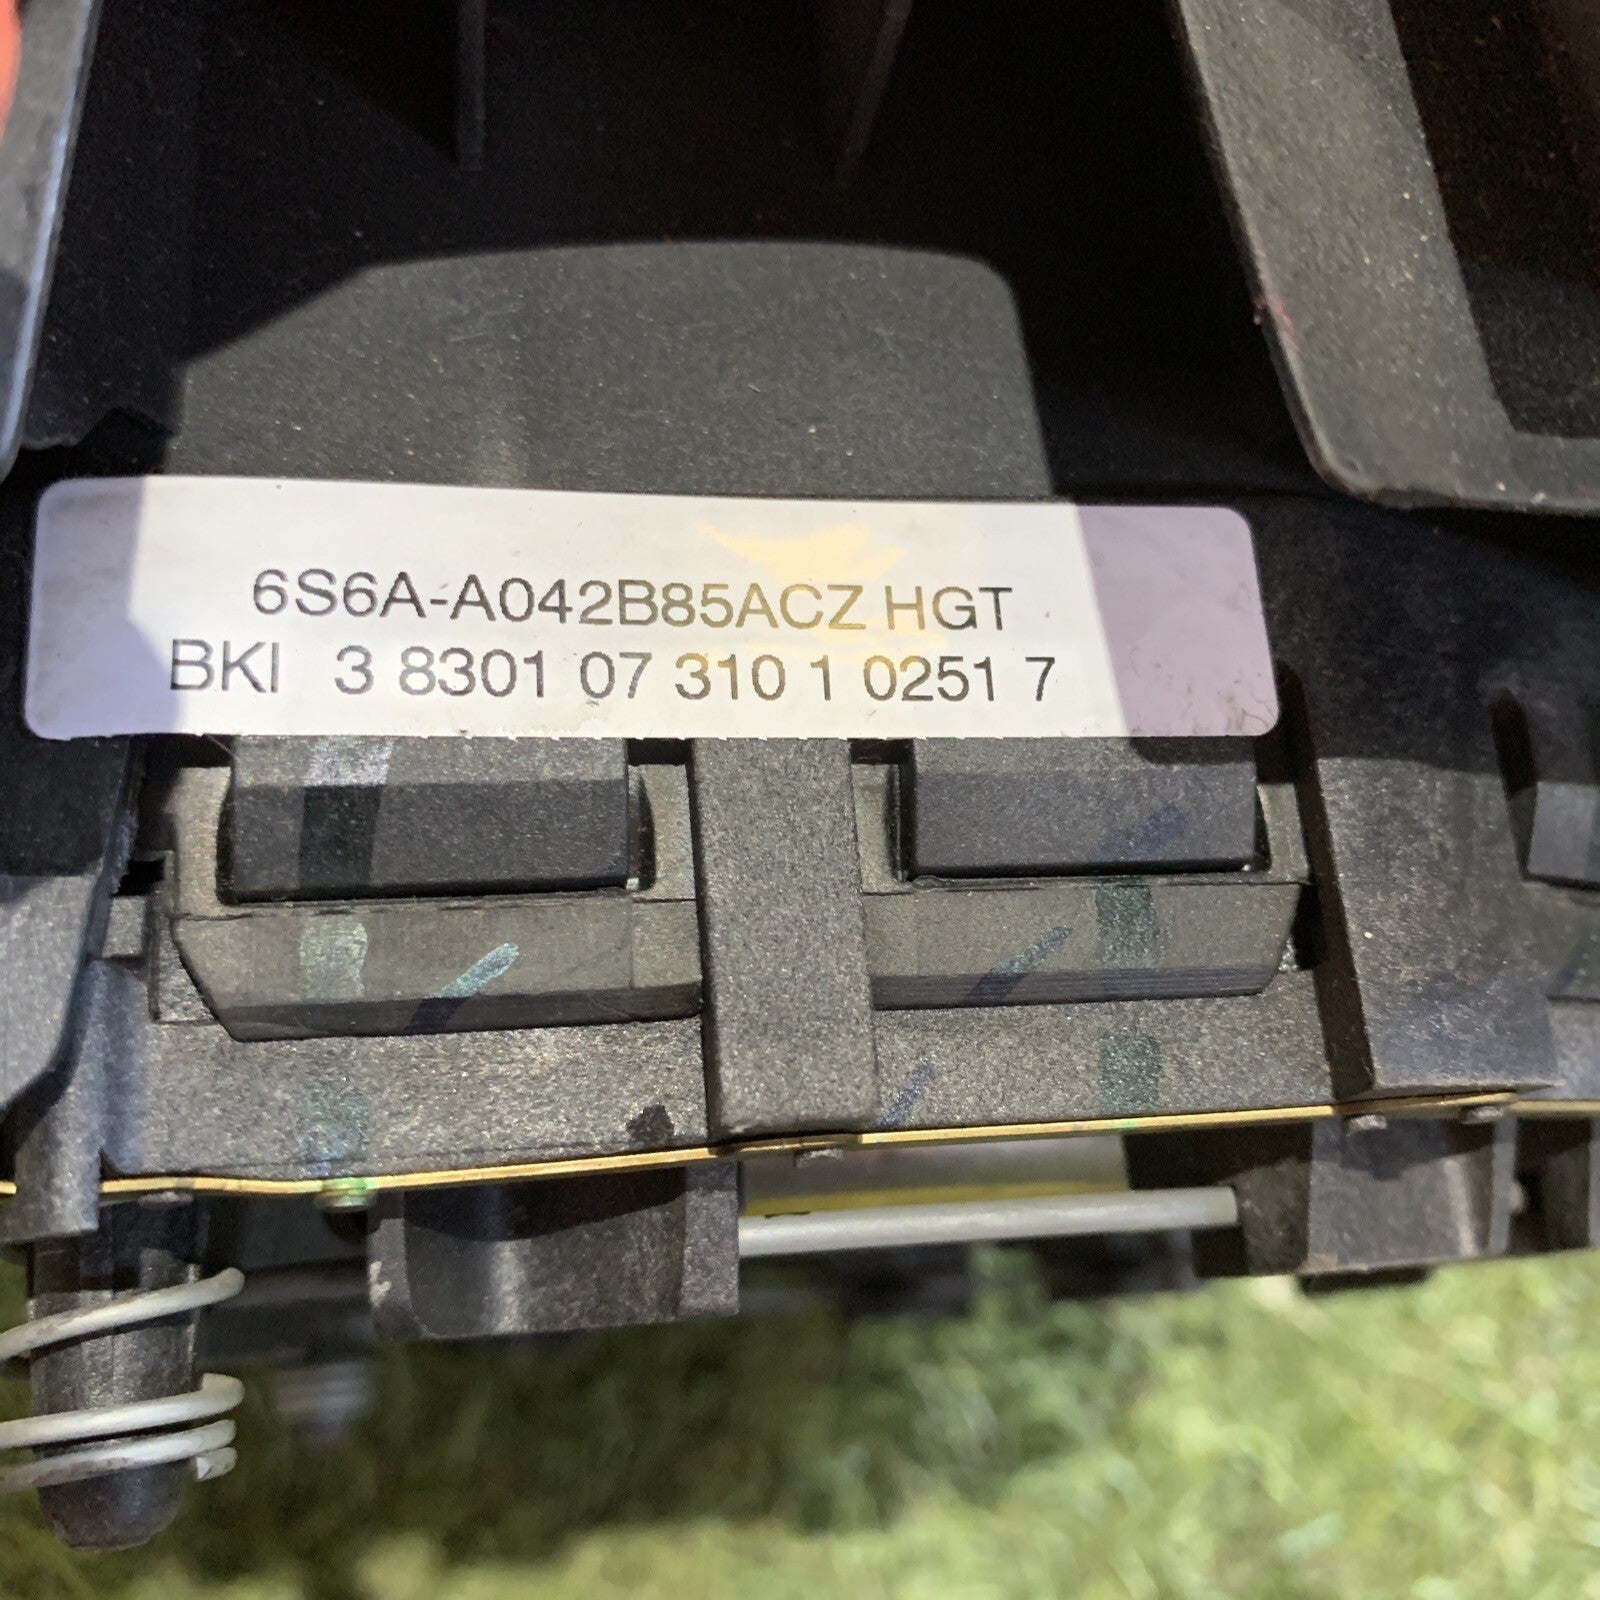 6S6A-A042B85ACZ HGT
BKI 3 8301 07 310 1 0251 7